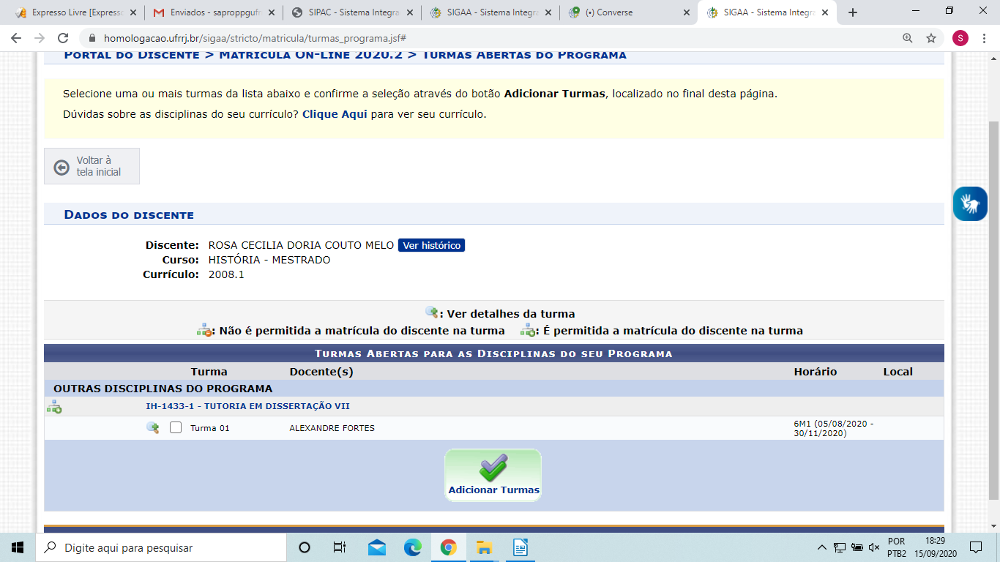 Expresso Livre [Expresso
Enviados - saproppgufr
SIPAC - Sistema Integra
SIGAA - Sistema Integra
(•) Converse
SIGAA - Sistema Integra
homologacao.ufrrj.br/sigaa/stricto/matricula/turmas_programa.jsf#
S
Portal do Discente > Matrícula On-Line 2020.2 > Turmas Abertas do Programa
Selecione uma ou mais turmas da lista abaixo e confirme a seleção através do botão Adicionar Turmas, localizado no final desta página.
Dúvidas sobre as disciplinas do seu currículo? Clique Aqui para ver seu currículo.
Voltar à
tela inicial
Dados do discente
Discente: ROSA CECILIA DORIA COUTO MELO Ver histórico
Curso: HISTÓRIA - MESTRADO
Currículo: 2008.1
: Ver detalhes da turma
: Não é permitida a matrícula do discente na turma : É permitida a matrícula do discente na turma
Turmas Abertas para as Disciplinas do seu Programa
Turma Docente(s) Horário Local
OUTRAS DISCIPLINAS DO PROGRAMA
IH-1433-1 - TUTORIA EM DISSERTAÇÃO VII
Turma 01 ALEXANDRE FORTES 6M1 (05/08/2020 -
30/11/2020)
Adicionar Turmas
Digite aqui para pesquisar
POR
PTB2
18:29
15/09/2020